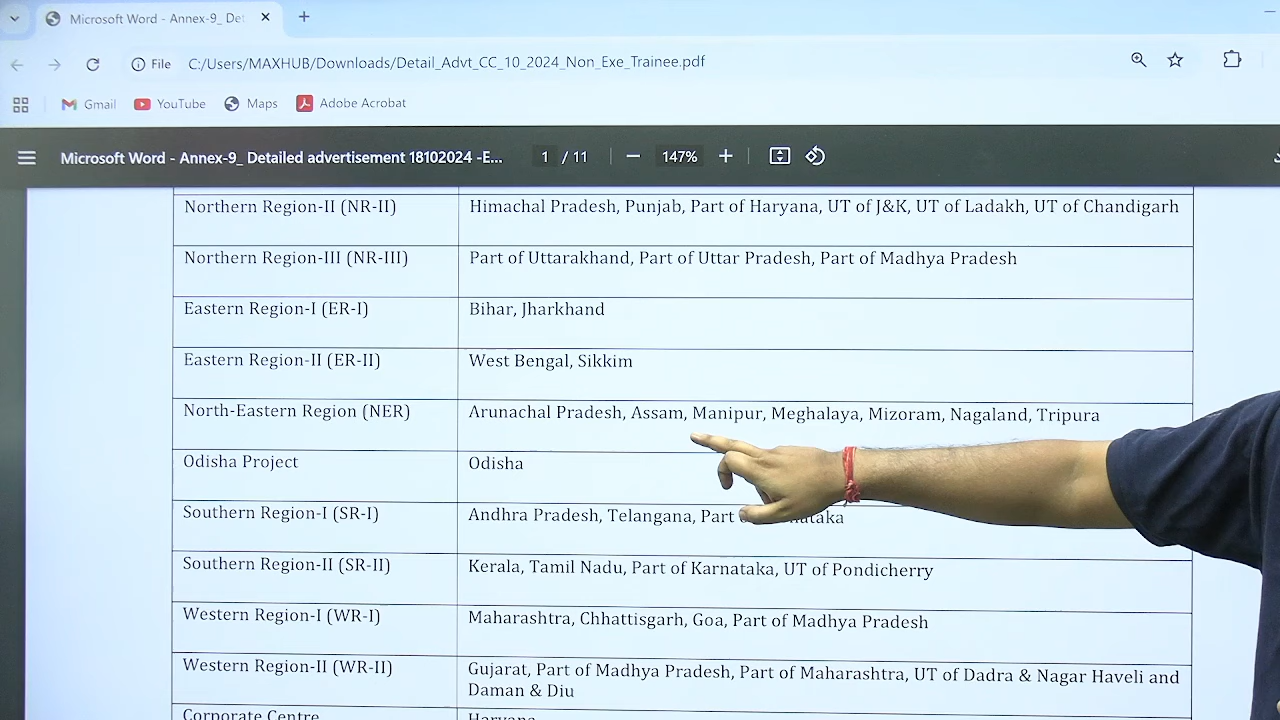 Microsoft Word - Annex-9_ Det
File C:/Users/MAXHUB/Downloads/Detail_Advt_CC_10_2024_Non_Exe_Trainee.pdf
Gmail YouTube Maps Adobe Acrobat
Microsoft Word - Annex-9_ Detailed advertisement 18102024 -E... 1 / 11 147%
Northern Region-II (NR-II) Himachal Pradesh, Punjab, Part of Haryana, UT of J&K, UT of Ladakh, UT of Chandigarh
Northern Region-III (NR-III) Part of Uttarakhand, Part of Uttar Pradesh, Part of Madhya Pradesh
Eastern Region-I (ER-I) Bihar, Jharkhand
Eastern Region-II (ER-II) West Bengal, Sikkim
North-Eastern Region (NER) Arunachal Pradesh, Assam, Manipur, Meghalaya, Mizoram, Nagaland, Tripura
Odisha Project Odisha
Southern Region-I (SR-I) Andhra Pradesh, Telangana, Part
Southern Region-II (SR-II) Kerala, Tamil Nadu, Part of Karnataka, UT of Pondicherry
Western Region-I (WR-I) Maharashtra, Chhattisgarh, Goa, Part of Madhya Pradesh
Western Region-II (WR-II) Gujarat, Part of Madhya Pradesh, Part of Maharashtra, UT of Dadra & Nagar Haveli and
Daman & Diu
Corporate Centre Haryana